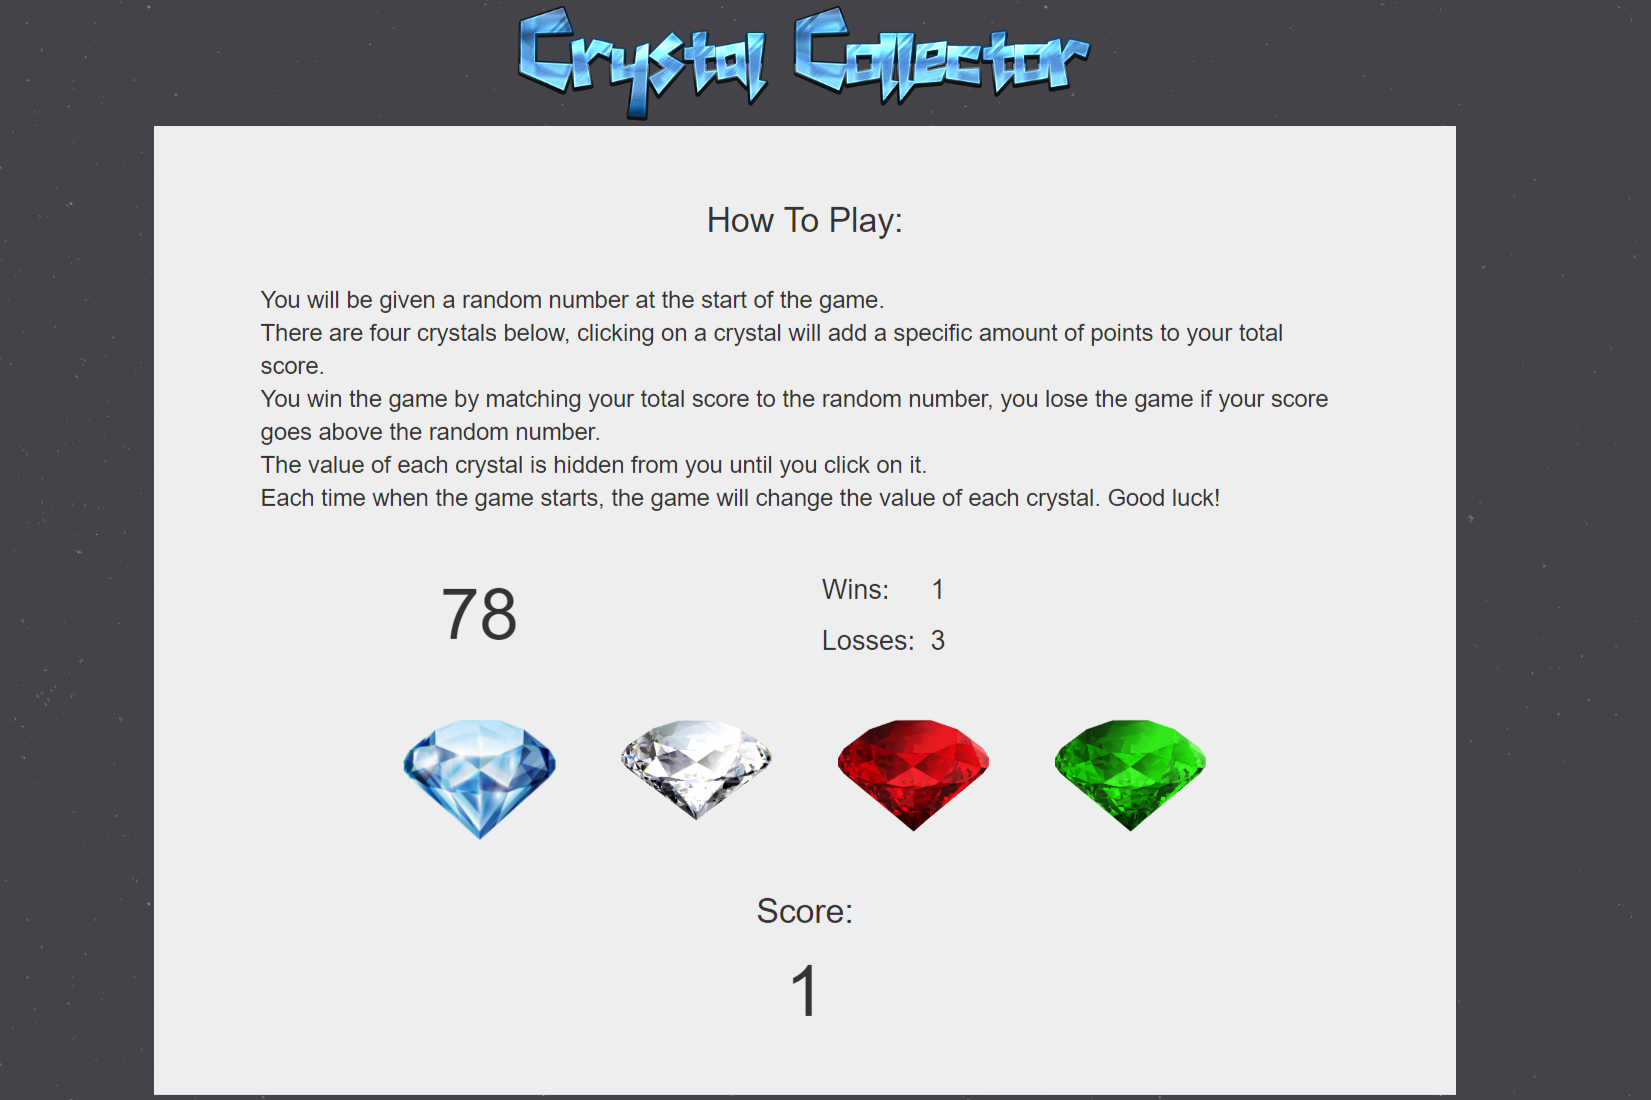 Crystal Collector
How To Play:
You will be given a random number at the start of the game.
There are four crystals below, clicking on a crystal will add a specific amount of points to your total
score.
You win the game by matching your total score to the random number, you lose the game if your score
goes above the random number.
The value of each crystal is hidden from you until you click on it.
Each time when the game starts, the game will change the value of each crystal. Good luck!
78
Wins: 1
Losses: 3
Score:
1